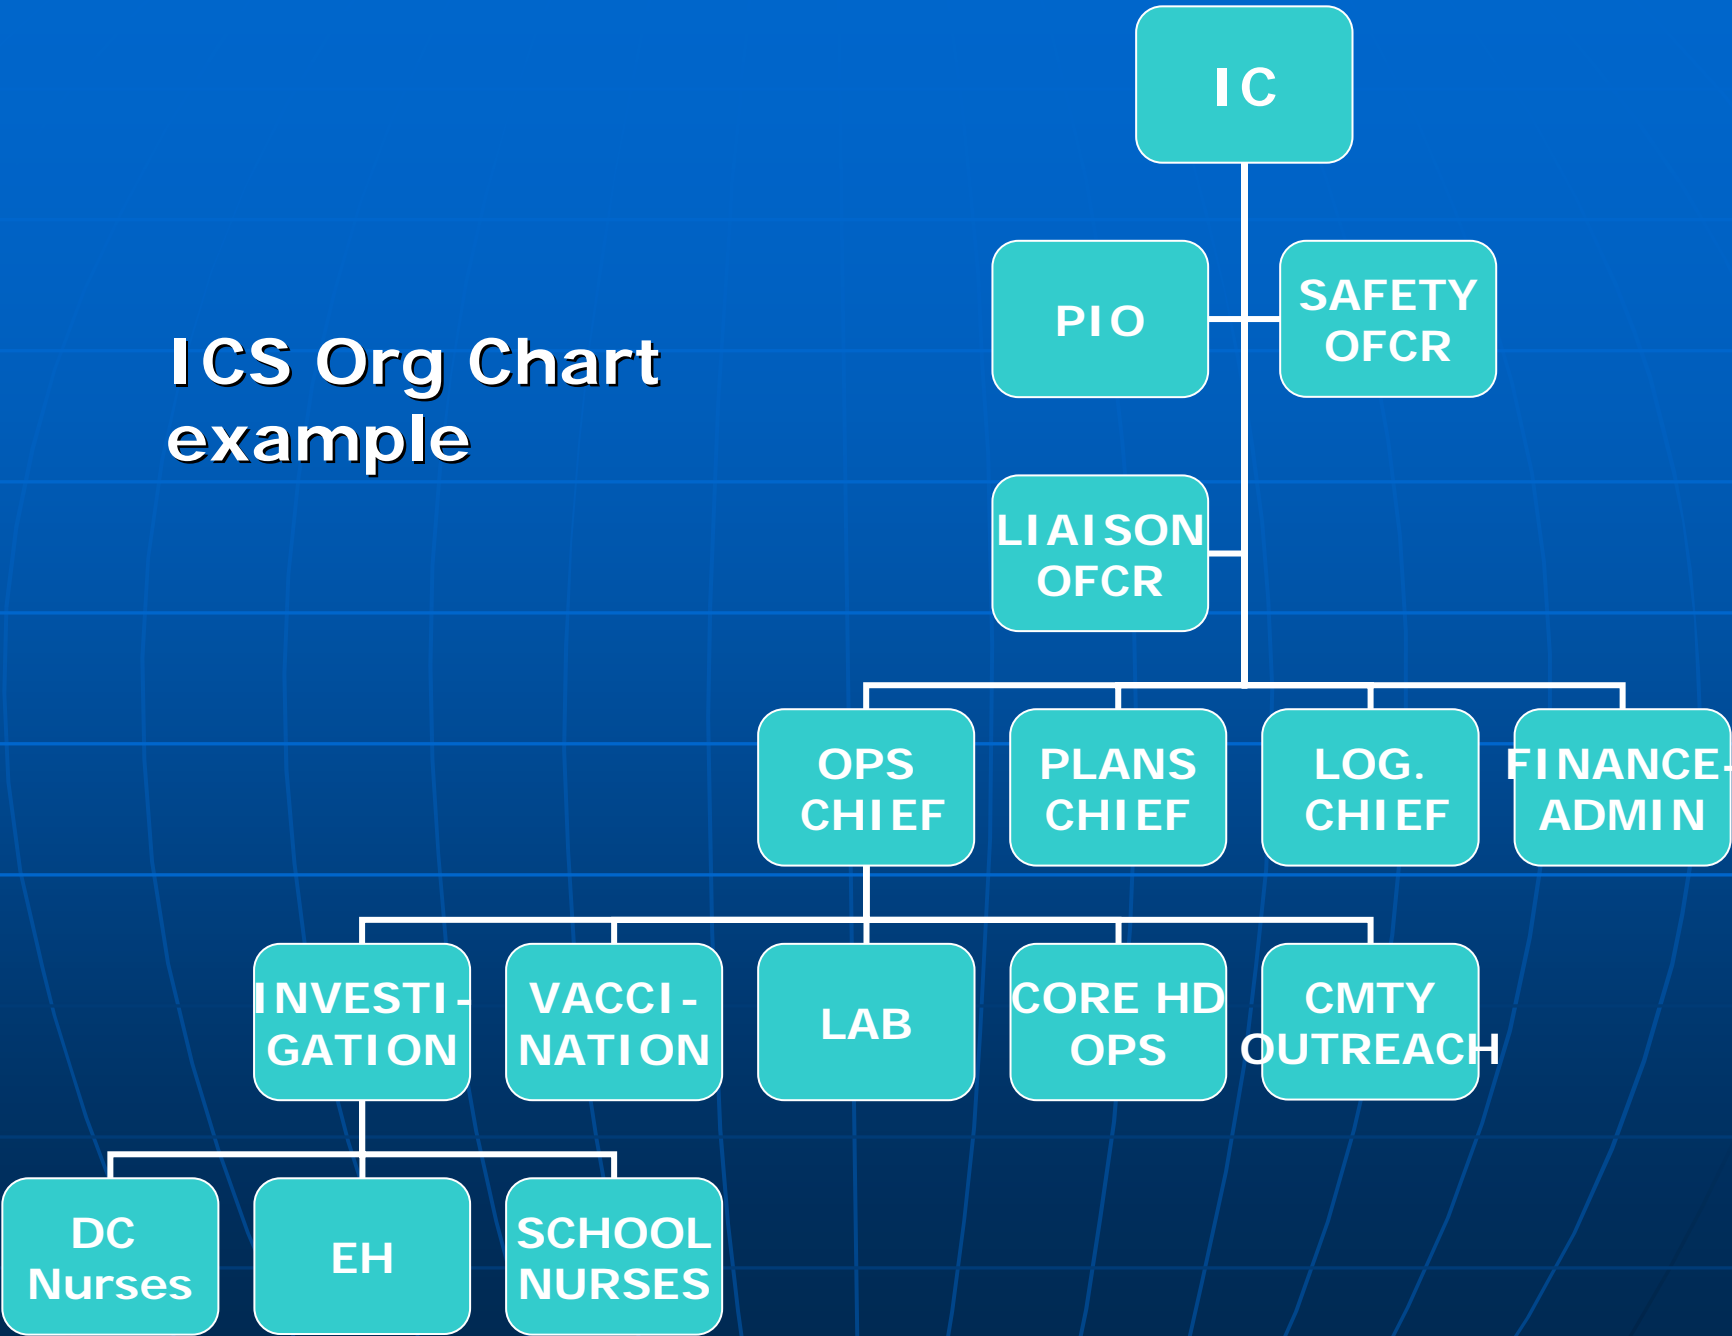 IC
PIO
SAFETY
OFCR
ICS Org Chart
example
LIAISON
OFCR
OPS
CHIEF
PLANS
CHIEF
LOG.
CHIEF
FINANCE-
ADMIN
INVESTI-
GATION
VACCI-
NATION
LAB
CORE HD
OPS
CMTY
OUTREACH
DC
Nurses
EH
SCHOOL
NURSES